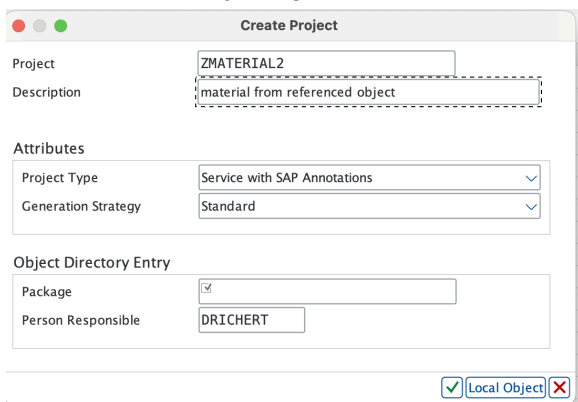 Create Project
Project ZMATERIAL2
Description material from referenced object
Attributes
Project Type Service with SAP Annotations
Generation Strategy Standard
Object Directory Entry
Package
Person Responsible DRICHERT
Local Object